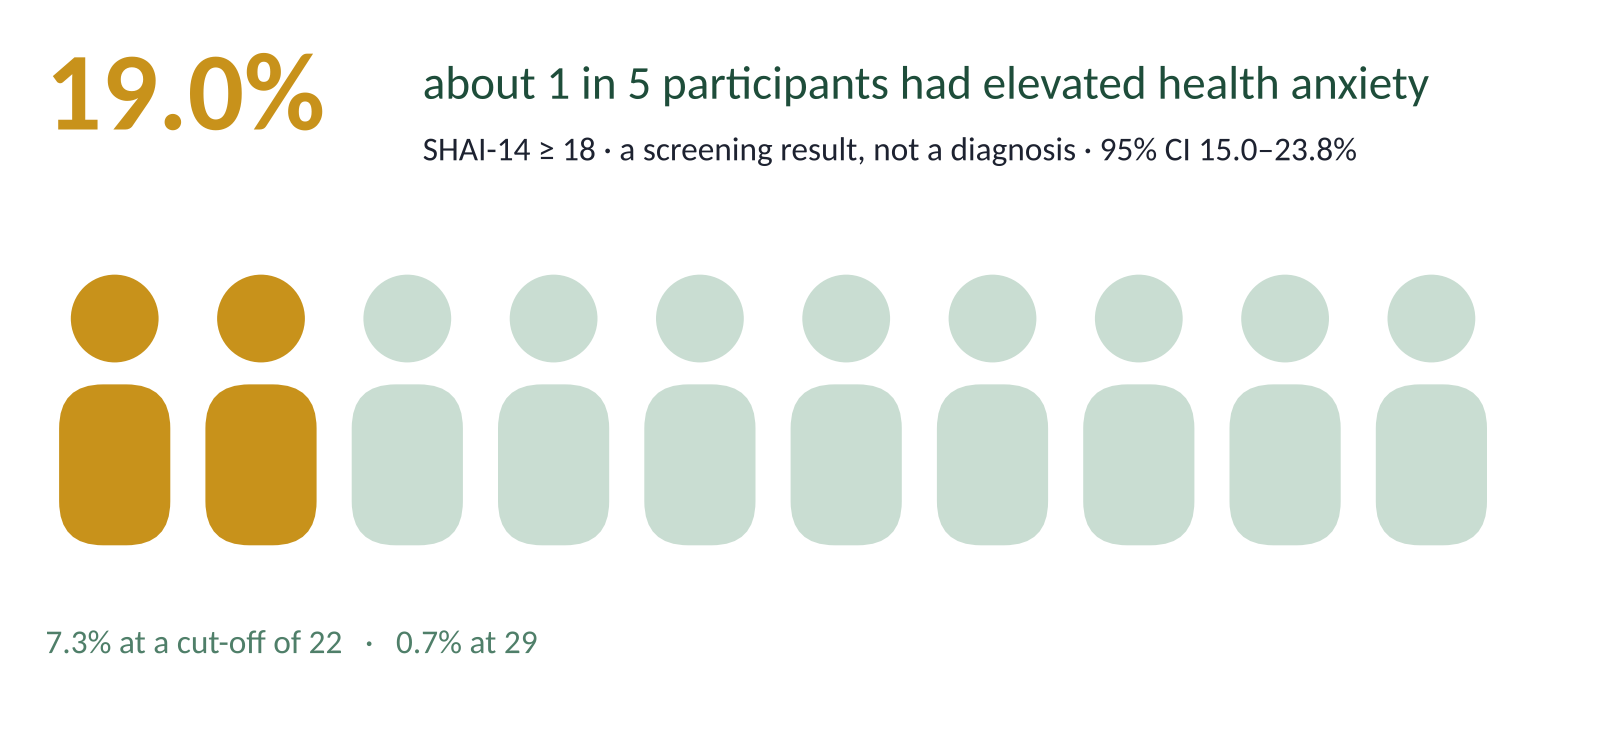 19.0%
about 1 in 5 participants had elevated health anxiety
SHAI-14 ≥ 18 · a screening result, not a diagnosis · 95% CI 15.0–23.8%
7.3% at a cut-off of 22 · 0.7% at 29